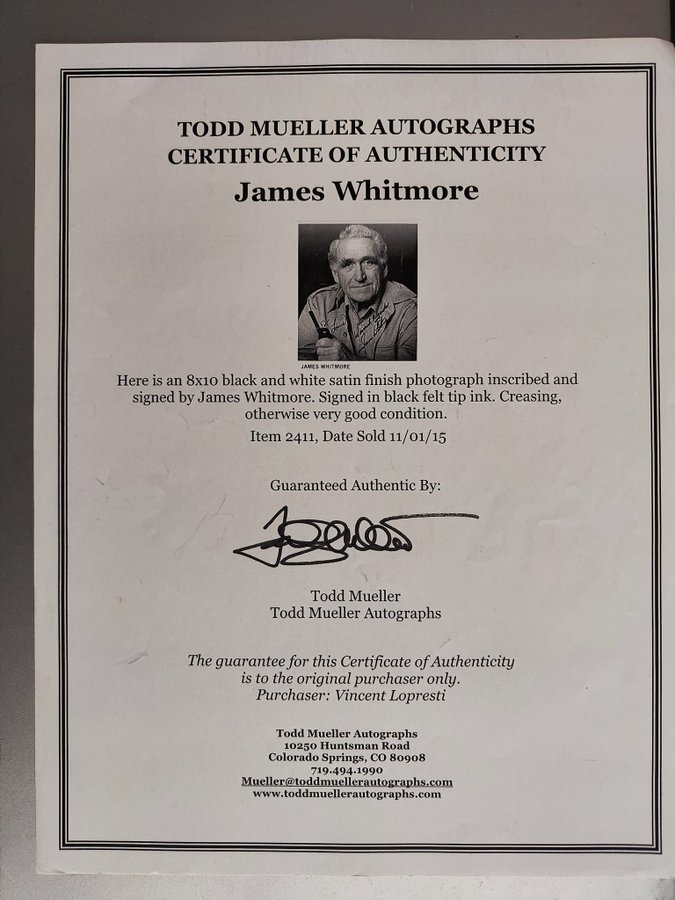 TODD MUELLER AUTOGRAPHS
CERTIFICATE OF AUTHENTICITY
James Whitmore
JAMES WHITMORE
Here is an 8x10 black and white satin finish photograph inscribed and
signed by James Whitmore. Signed in black felt tip ink. Creasing,
otherwise very good condition.
Item 2411, Date Sold 11/01/15
Guaranteed Authentic By:
Todd Mueller
Todd Mueller Autographs
The guarantee for this Certificate of Authenticity
is to the original purchaser only.
Purchaser: Vincent Lopresti
Todd Mueller Autographs
10250 Huntsman Road
Colorado Springs, CO 80908
719.494.1990
Mueller@toddmuellerautographs.com
www.toddmuellerautographs.com